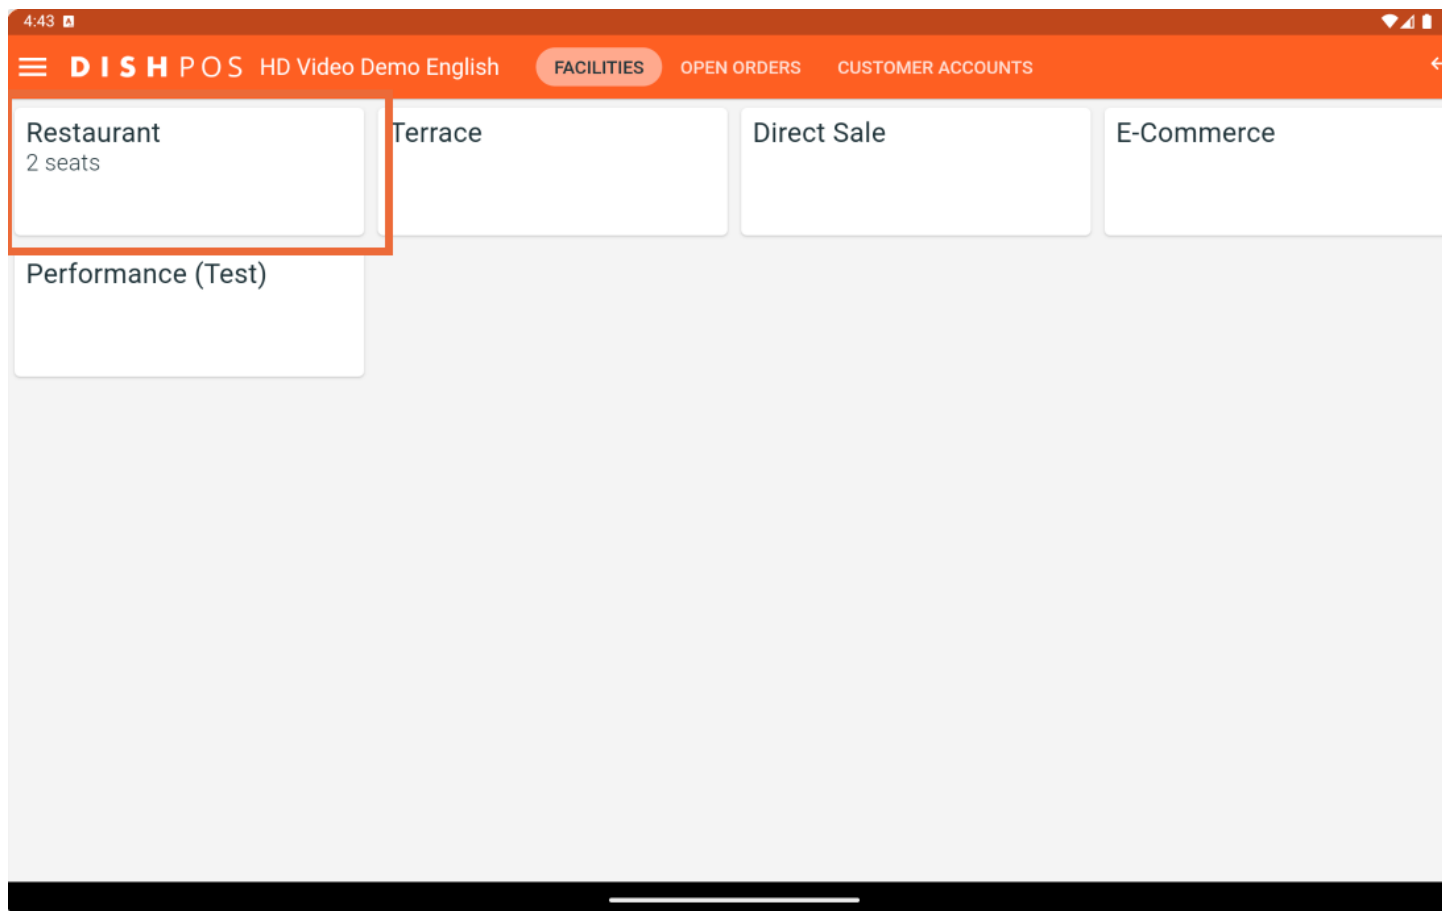 4:43
DISH POS HD Video Demo English FACILITIES OPEN ORDERS CUSTOMER ACCOUNTS
Restaurant
2 seats
Terrace
Direct Sale
E-Commerce
Performance (Test)